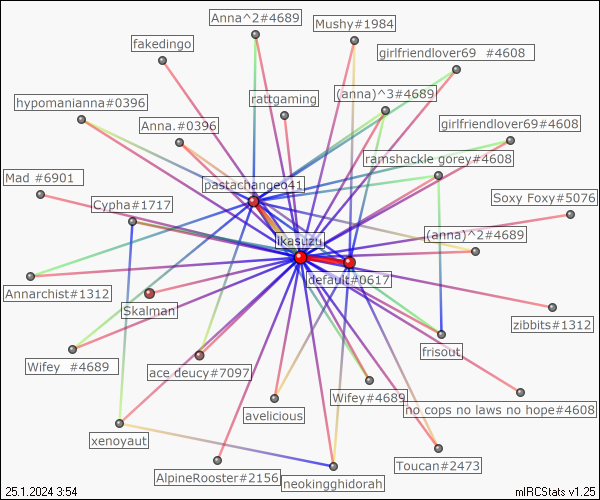 Anna^2#4689
Mushy#1984
fakedingo
girlfriendlover69  #4608
rattgaming
(anna)^3#4689
hypomanianna#0396
Anna.#0396
girlfriendlover69#4608
ramshackle gorey#4608
Mad #6901
pastachangeo41
Soxy Foxy#5076
Cypha#1717
ikasuzu
(anna)^2#4689
default#0617
Annarchist#1312
Skalman
zibbits#1312
frisout
Wifey  #4689
ace deucy#7097
Wifey#4689
no cops no laws no hope#4608
avelicious
xenoyaut
Toucan#2473
AlpineRooster#2156
neokingghidorah
25.1.2024 3:54
mIRCStats v1.25